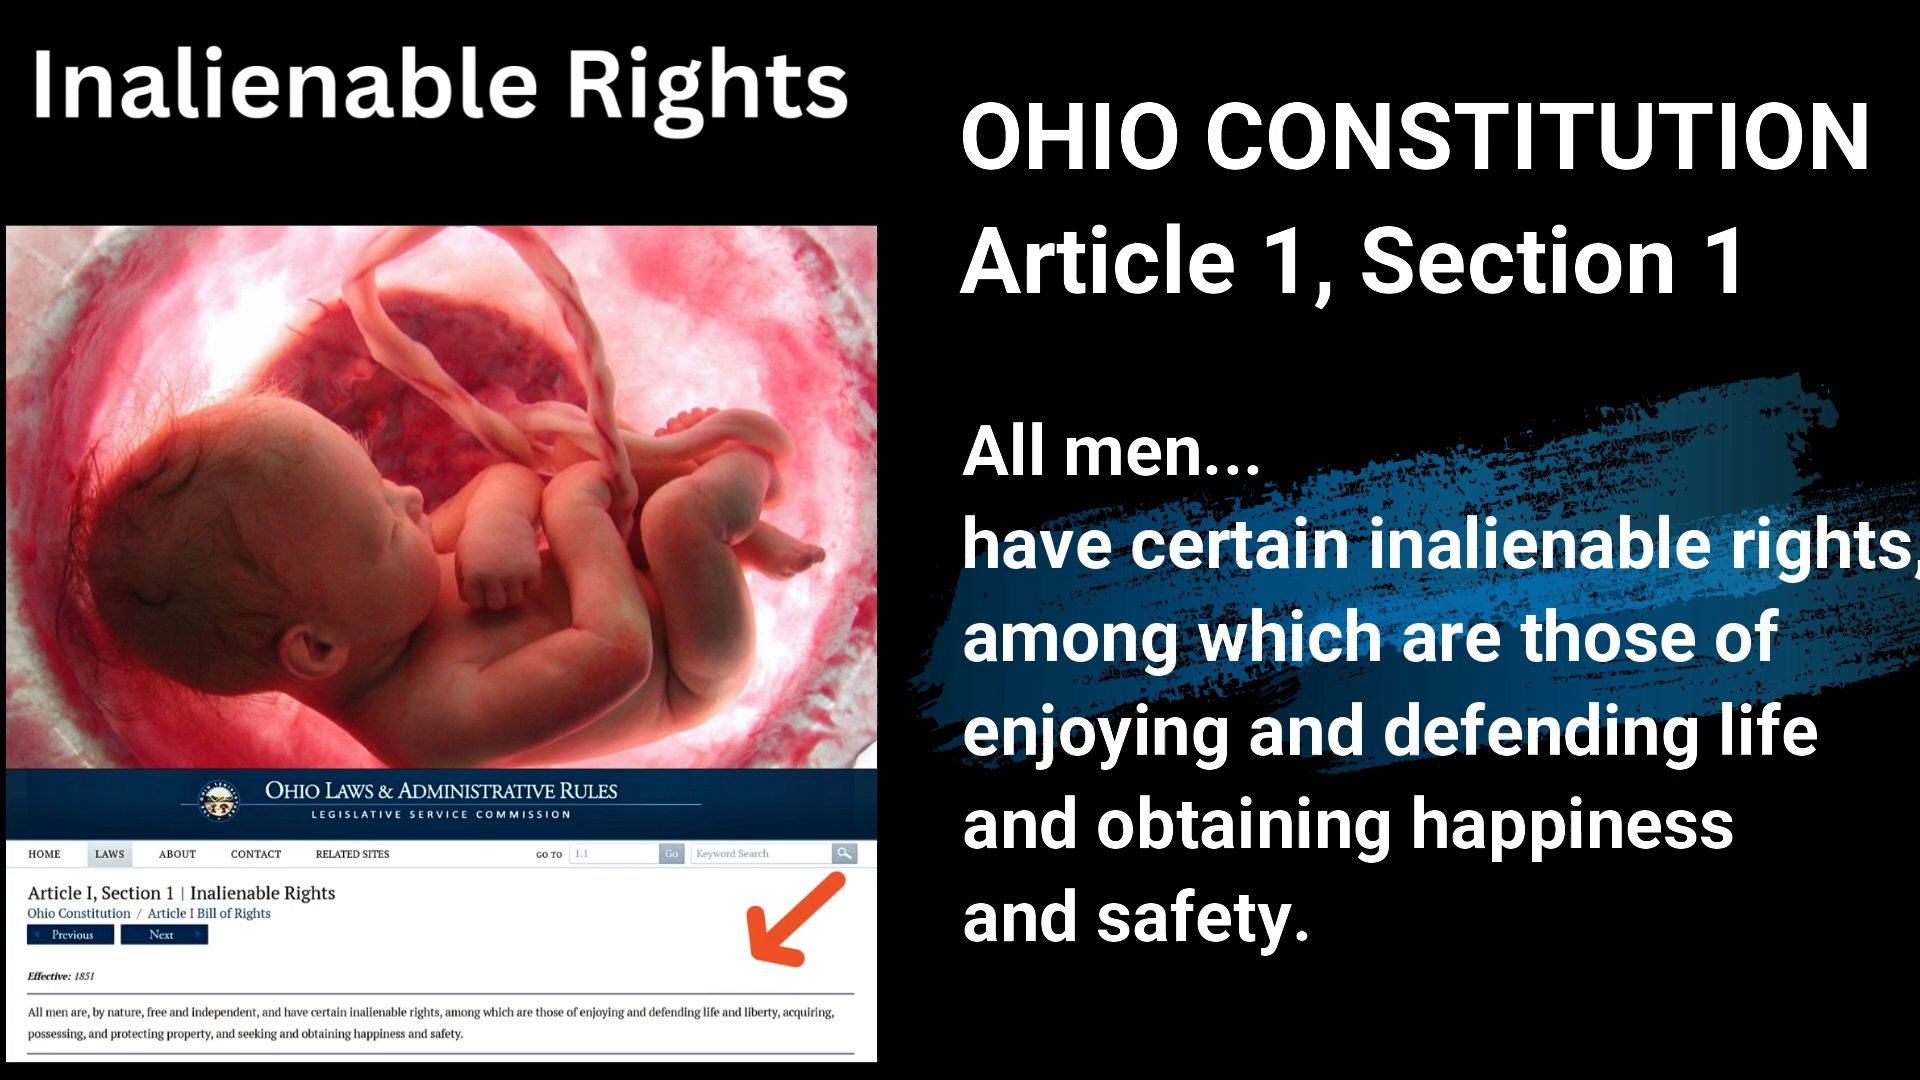 Inalienable Rights
OHIO CONSTITUTION
Article 1, Section 1
All men...
have certain inalienable rights,
among which are those of
enjoying and defending life
and obtaining happiness
and safety.
OHIO LAWS & ADMINISTRATIVE RULES
LEGISLATIVE SERVICE COMMISSION
HOME LAWS ABOUT CONTACT RELATED SITES GO TO 1.1 Go Keyword Search
Article I, Section 1 | Inalienable Rights
Ohio Constitution / Article I Bill of Rights
Previous Next
Effective: 1851
All men are, by nature, free and independent, and have certain inalienable rights, among which are those of enjoying and defending life and liberty, acquiring,
possessing, and protecting property, and seeking and obtaining happiness and safety.